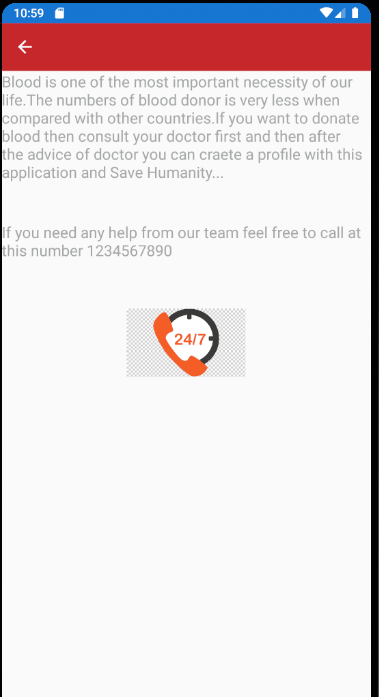 10:59
Blood is one of the most important necessity of our
life.The numbers of blood donor is very less when
compared with other countries.If you want to donate
blood then consult your doctor first and then after
the advice of doctor you can craete a profile with this
application and Save Humanity...
If you need any help from our team feel free to call at
this number 1234567890
24/7